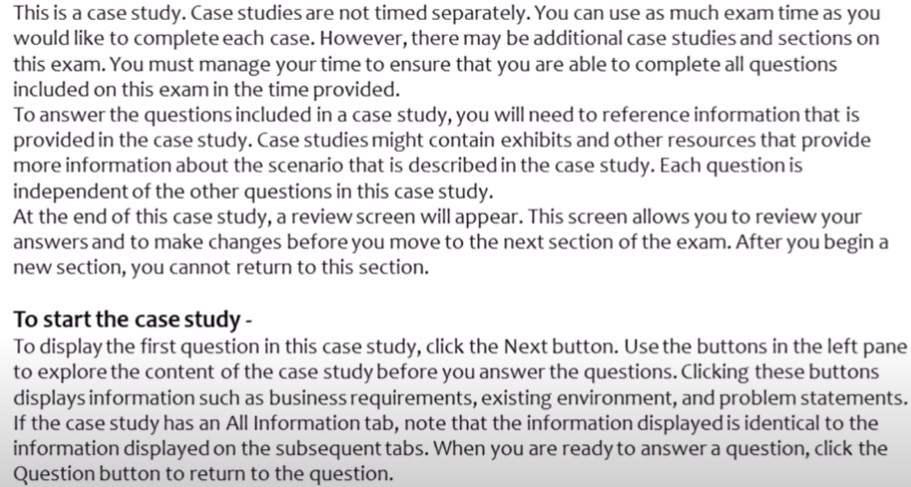 This is a case study. Case studies are not timed separately. You can use as much exam time as you
would like to complete each case. However, there may be additional case studies and sections on
this exam. You must manage your time to ensure that you are able to complete all questions
included on this exam in the time provided.
To answer the questions included in a case study, you will need to reference information that is
provided in the case study. Case studies might contain exhibits and other resources that provide
more information about the scenario that is described in the case study. Each question is
independent of the other questions in this case study.
At the end of this case study, a review screen will appear. This screen allows you to review your
answers and to make changes before you move to the next section of the exam. After you begin a
new section, you cannot return to this section.
To start the case study -
To display the first question in this case study, click the Next button. Use the buttons in the left pane
to explore the content of the case study before you answer the questions. Clicking these buttons
displays information such as business requirements, existing environment, and problem statements.
If the case study has an All Information tab, note that the information displayed is identical to the
information displayed on the subsequent tabs. When you are ready to answer a question, click the
Question button to return to the question.